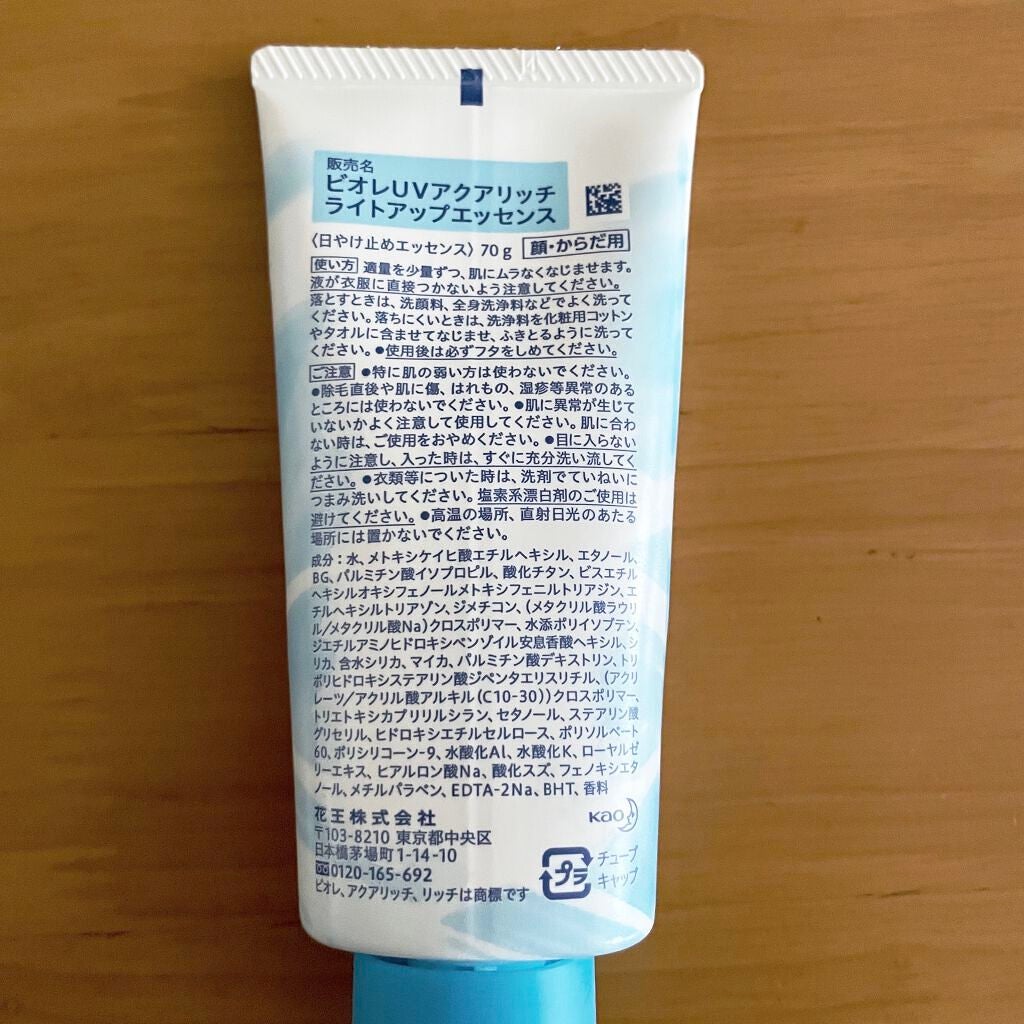 販売名
ビオレUVアクアリッチ
ライトアップエッセンス
〈日やけ止めエッセンス〉70g 顔・からだ用
使い方 適量を少量ずつ、肌にムラなくなじませます。
液が衣服に直接つかないよう注意してください。
落とすときは、洗顔料、全身洗浄料などでよく洗って
ください。落ちにくいときは、洗浄料を化粧用コットン
やタオルに含ませてなじませ、ふきとるように洗って
ください。●使用後は必ずフタをしめてください。
ご注意 ●特に肌の弱い方は使わないでください。
●除毛直後や肌に傷、はれもの、湿疹等異常のある
ところには使わないでください。●肌に異常が生じて
いないかよく注意して使用してください。肌に合わ
ない時は、ご使用をおやめください。●目に入らない
ように注意し、入った時は、すぐに充分洗い流してく
ださい。●衣類等についた時は、洗剤でていねいに
つまみ洗いしてください。塩素系漂白剤のご使用は
避けてください。●高温の場所、直射日光のあたる
場所には置かないでください。
成分：水、メトキシケイヒ酸エチルヘキシル、エタノール、
BG、パルミチン酸イソプロピル、酸化チタン、ビスエチル
ヘキシルオキシフェノールメトキシフェニルトリアジン、エ
チルヘキシルトリアゾン、ジメチコン、(メタクリル酸ラウリ
ル/メタクリル酸Na)クロスポリマー、水添ポリイソブテン、
ジエチルアミノヒドロキシベンゾイル安息香酸ヘキシル、シ
リカ、含水シリカ、マイカ、パルミチン酸デキストリン、トリ
ポリヒドロキシステアリン酸ジペンタエリスリチル、(アクリ
レーツ/アクリル酸アルキル(C10-30))クロスポリマー、
トリエトキシカプリリルシラン、セタノール、ステアリン酸
グリセリル、ヒドロキシエチルセルロース、ポリソルベート
60、ポリシリコーン-9、水酸化Al、水酸化K、ローヤルゼ
リーエキス、ヒアルロン酸Na、酸化スズ、フェノキシエタ
ノール、メチルパラベン、EDTA-2Na、BHT、香料
花王株式会社
Kao
〒103-8210 東京都中央区
日本橋茅場町1-14-10
0120-165-692
プラ チューブ
キャップ
ビオレ、アクアリッチ、リッチは商標です